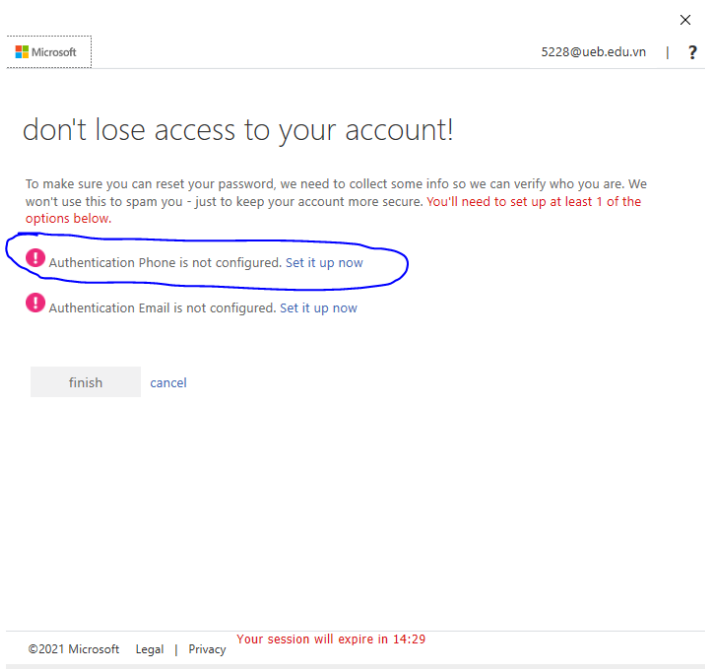 Microsoft
5228@ueb.edu.vn | ?
don't lose access to your account!
To make sure you can reset your password, we need to collect some info so we can verify who you are. We
won't use this to spam you - just to keep your account more secure. You'll need to set up at least 1 of the
options below.
! Authentication Phone is not configured. Set it up now
! Authentication Email is not configured. Set it up now
finish cancel
Your session will expire in 14:29
©2021 Microsoft Legal | Privacy